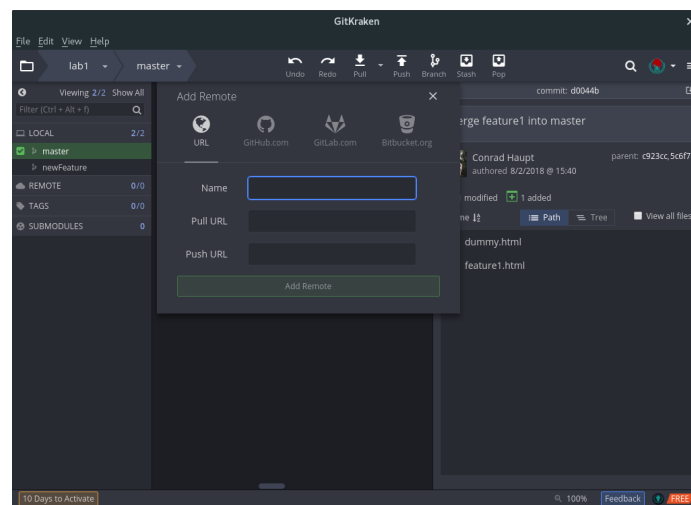 GitKraken
File Edit View Help
lab1 master
Undo Redo Pull Push Branch Stash Pop
Viewing 2/2 Show All
Filter (Ctrl + Alt + f)
LOCAL 2/2
master
newFeature
REMOTE 0/0
TAGS 0/0
SUBMODULES 0
Add Remote
URL GitHub.com GitLab.com Bitbucket.org
Name
Pull URL
Push URL
Add Remote
commit: d0044b
erge feature1 into master
Conrad Haupt
authored 8/2/2018 @ 15:40
parent: c923cc,5c6f7
modified 1 added
me Path Tree View all files
dummy.html
feature1.html
10 Days to Activate
100% Feedback FREE